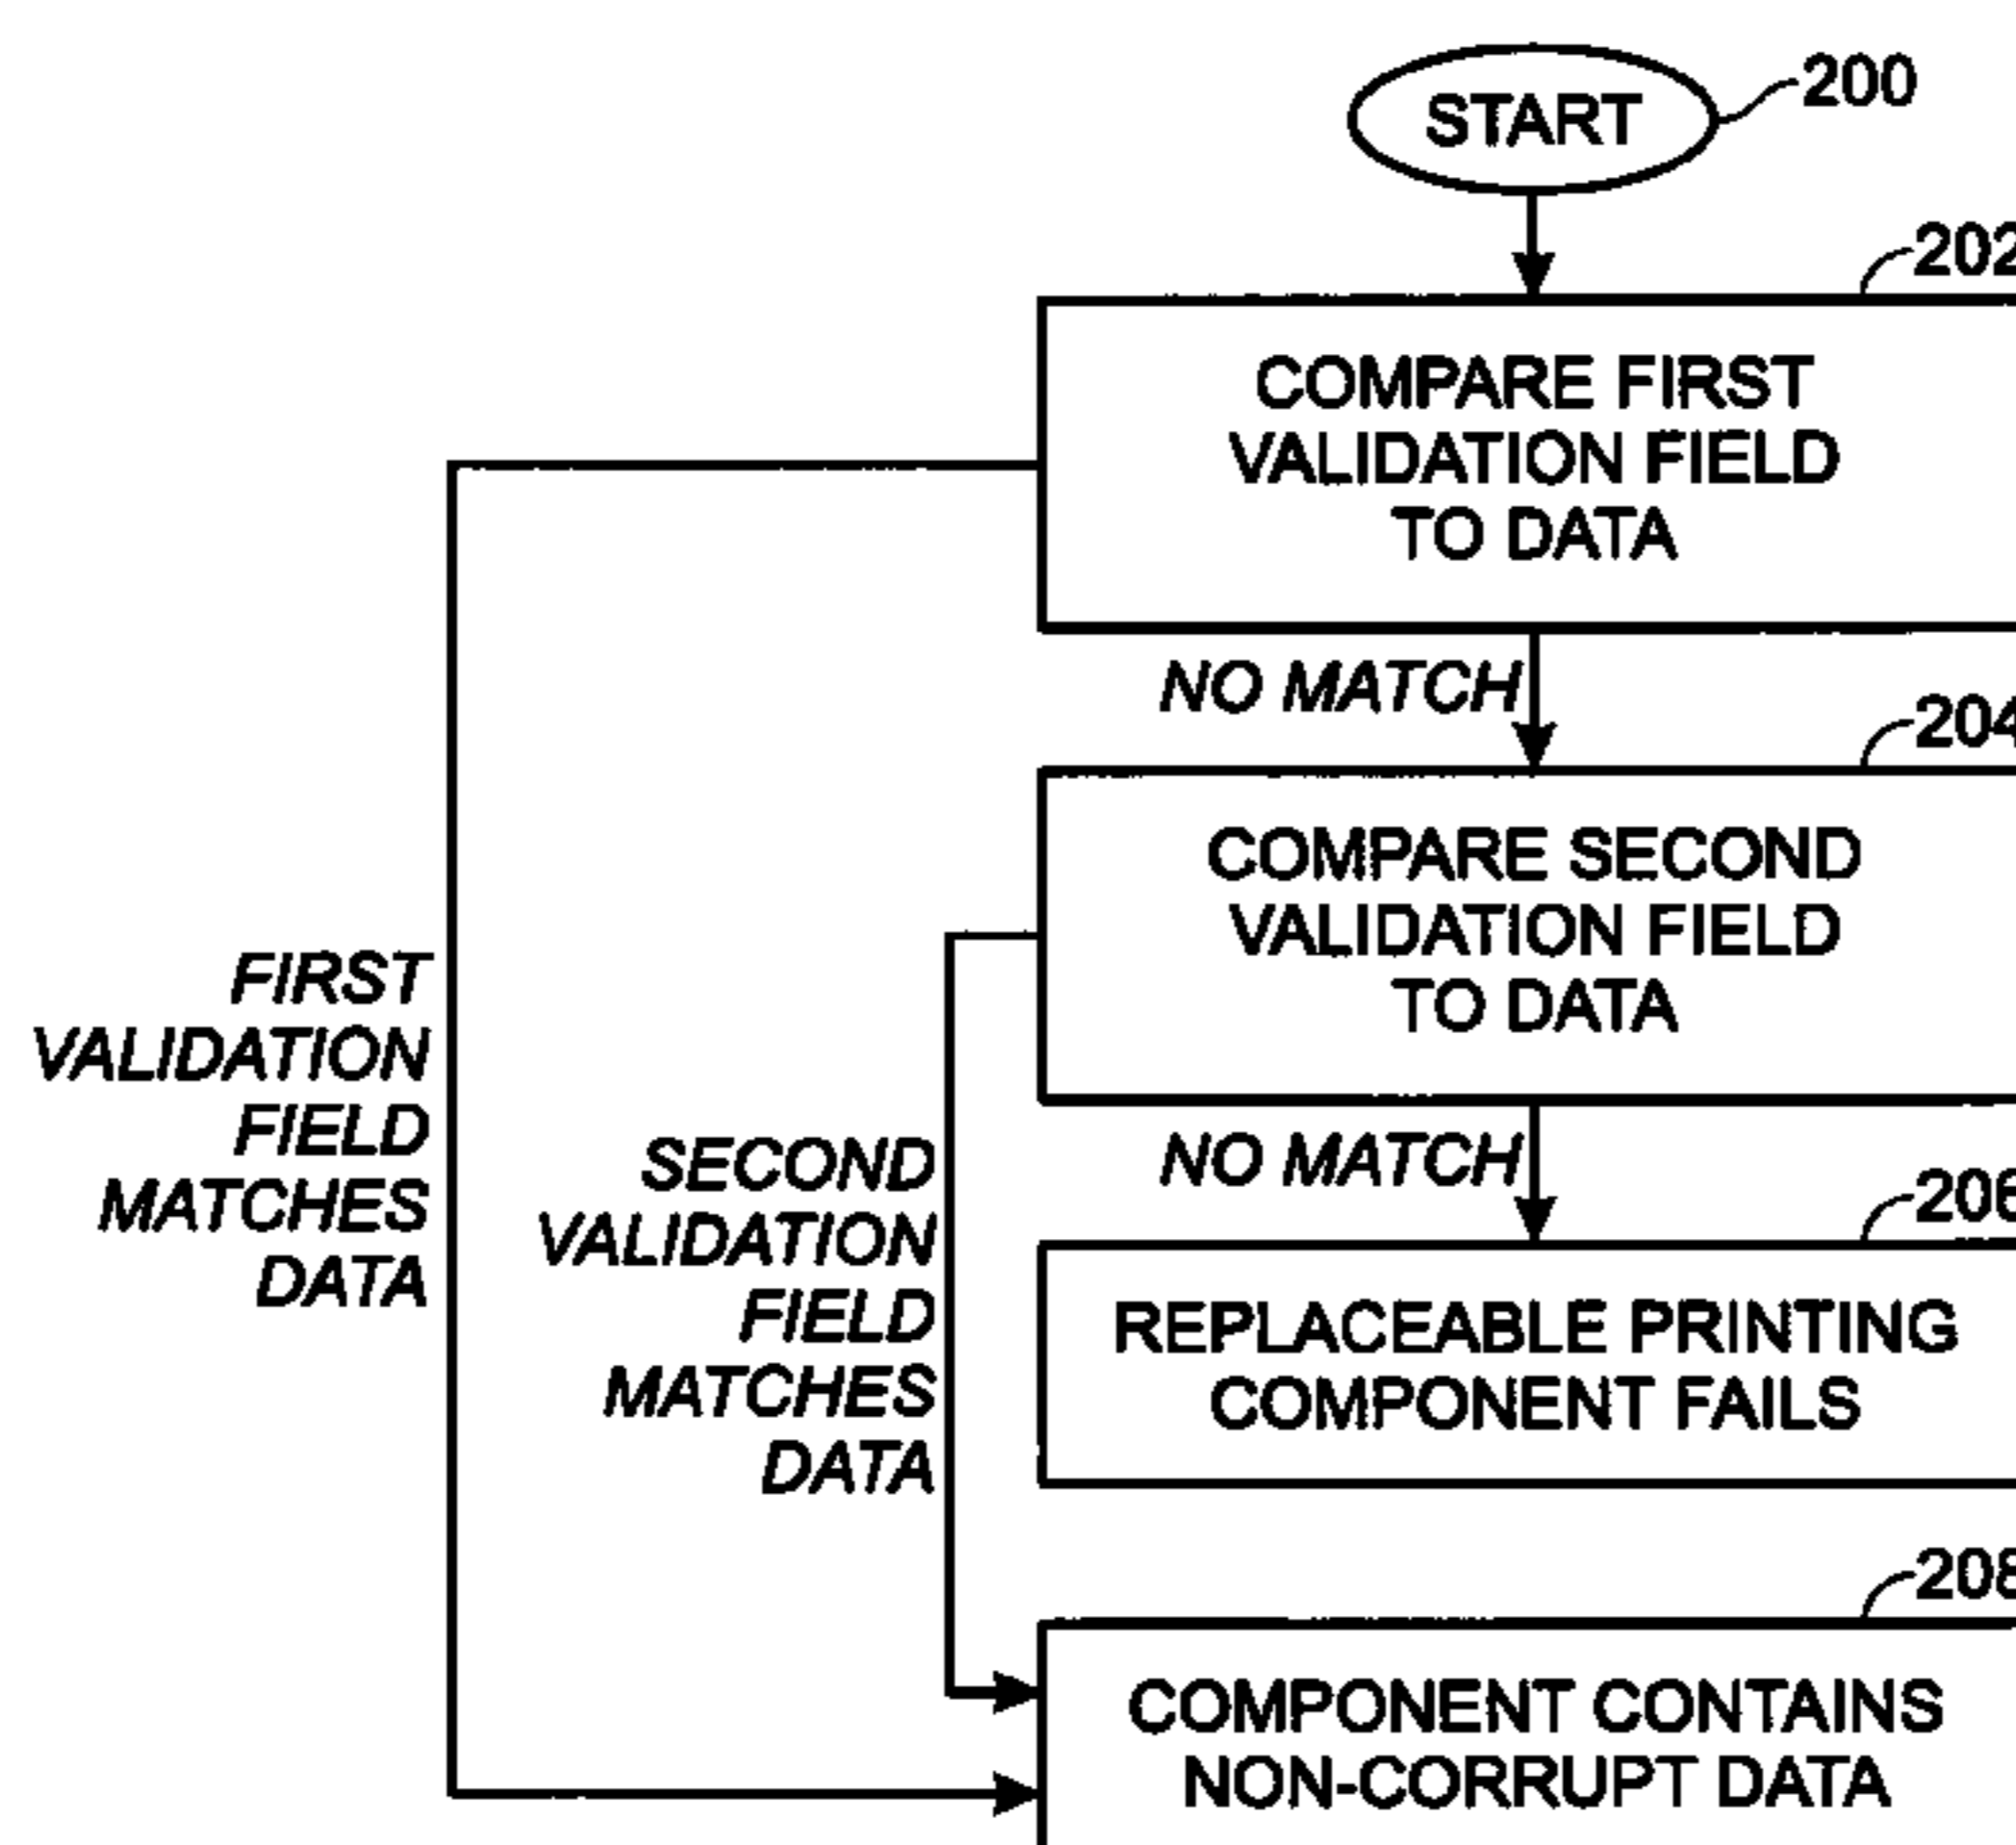 START
200
202
COMPARE FIRST
VALIDATION FIELD
TO DATA
NO MATCH
204
COMPARE SECOND
VALIDATION FIELD
TO DATA
FIRST
VALIDATION
FIELD
MATCHES
DATA
SECOND
VALIDATION
FIELD
MATCHES
DATA
NO MATCH
206
REPLACEABLE PRINTING
COMPONENT FAILS
208
COMPONENT CONTAINS
NON-CORRUPT DATA